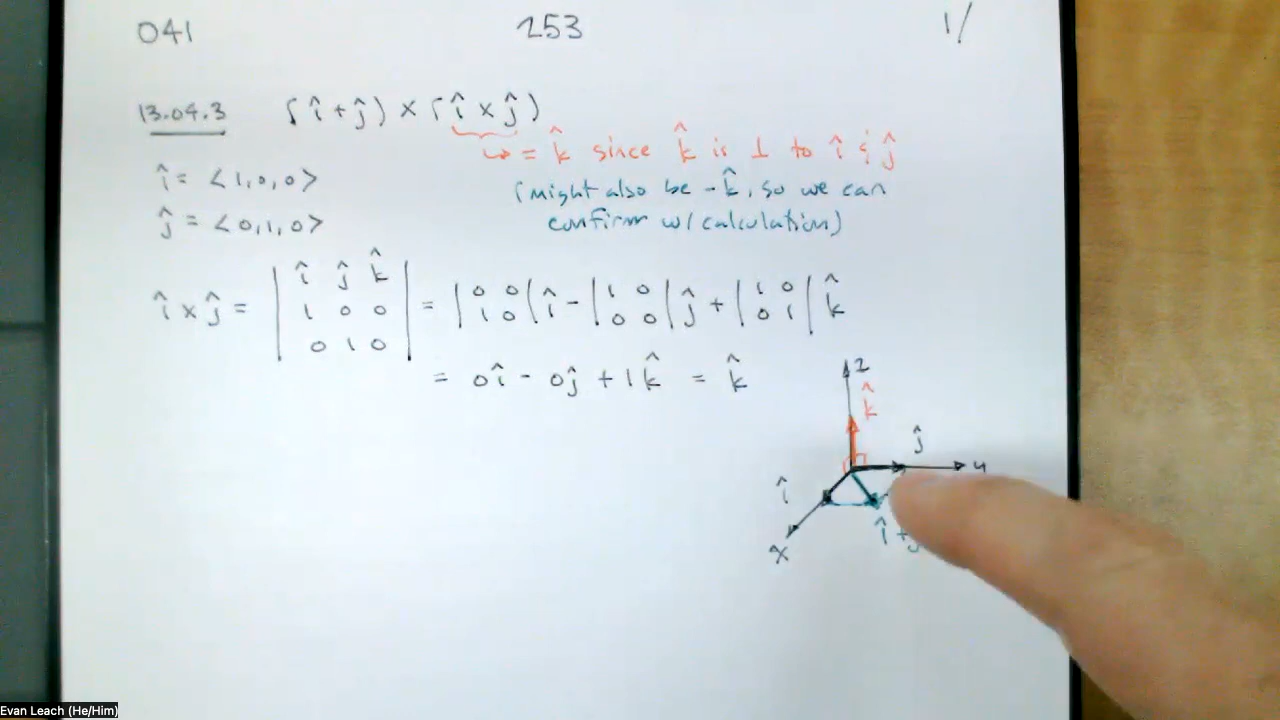 041 253 1/
13.04.3 (î + ĵ) × (î × ĵ)
↳ = k̂ since k̂ is ⊥ to î & ĵ
î = <1,0,0>
(might also be -k̂, so we can
ĵ = <0,1,0>
confirm w/ calculation)
î × ĵ = | î ĵ k̂ | = | 0 0 | î - | 1 0 | ĵ + | 1 0 | k̂
| 1 0 0 | | 1 0 | | 0 0 | | 0 1 |
| 0 1 0 |
= 0î - 0ĵ + 1k̂ = k̂
z
k̂
ĵ
y
î
î +
x
Evan Leach (He/Him)